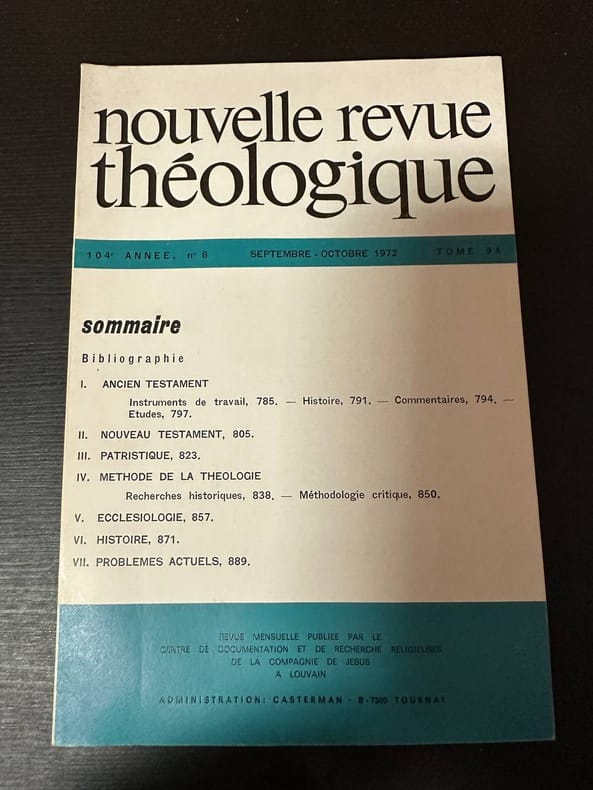 nouvelle revue
théologique
104e ANNEE, n° 8 SEPTEMBRE - OCTOBRE 1972 TOME 94
sommaire
Bibliographie
I. ANCIEN TESTAMENT
Instruments de travail, 785. — Histoire, 791. — Commentaires, 794. —
Etudes, 797.
II. NOUVEAU TESTAMENT, 805.
III. PATRISTIQUE, 823.
IV. METHODE DE LA THEOLOGIE
Recherches historiques, 838. — Méthodologie critique, 850.
V. ECCLESIOLOGIE, 857.
VI. HISTOIRE, 871.
VII. PROBLEMES ACTUELS, 889.
REVUE MENSUELLE PUBLIEE PAR LE
CENTRE DE DOCUMENTATION ET DE RECHERCHE RELIGIEUSES
DE LA COMPAGNIE DE JESUS
A LOUVAIN
ADMINISTRATION: CASTERMAN - B-7500 TOURNAI